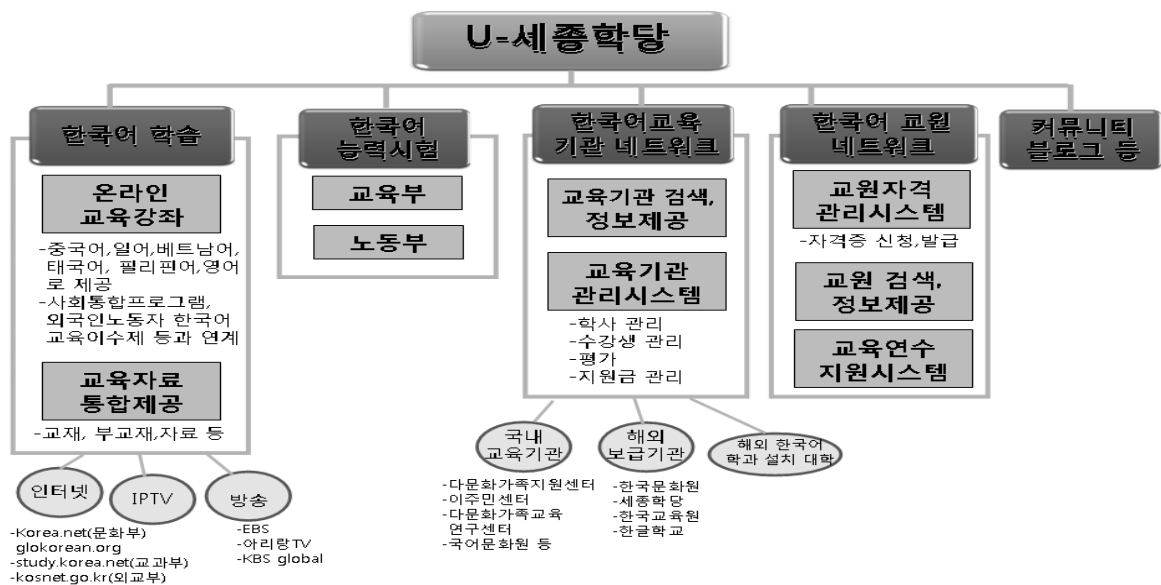 U-세종학당
한국어 학습
온라인
교육강좌
-중국어,일어,베트남어,
태국어, 필리핀어,영어
로 제공
-사회통합프로그램,
외국인노동자 한국어
교육이수제 등과 연계
교육자료
통합제공
-교재, 부교재,자료 등
인터넷
-Korea.net(문화부)
glokorean.org
-study.korea.net(교과부)
-kosnet.go.kr(외교부)
IPTV
방송
-EBS
-아리랑TV
-KBS global
한국어
능력시험
교육부
노동부
한국어교육
기관 네트워크
교육기관 검색,
정보제공
교육기관
관리시스템
-학사 관리
-수강생 관리
-평가
-지원금 관리
국내
교육기관
-다문화가족지원센터
-이주민센터
-다문화가족교육
연구센터
-국어문화원 등
해외
보급기관
-한국문화원
-세종학당
-한국교육원
-한글학교
해외 한국어
학과 설치 대학
한국어 교원
네트워크
교원자격
관리시스템
-자격증 신청,발급
교원 검색,
정보제공
교육연수
지원시스템
커뮤니티
블로그 등